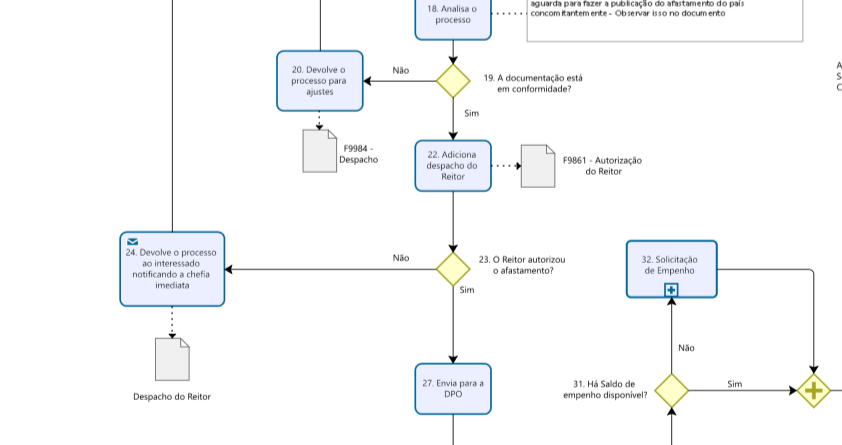 aguarda para fazer a publicação do afastamento do país
concomitantemente - Observar isso no documento
18. Analisa o
processo
20. Devolve o
processo para
ajustes
Não
19. A documentação está
em conformidade?
Sim
F9984 -
Despacho
22. Adiciona
despacho do
Reitor
F9861 - Autorização
do Reitor
24. Devolve o processo
ao interessado
notificando a chefia
imediata
Não
23. O Reitor autorizou
o afastamento?
Sim
32. Solicitação
de Empenho
Não
Despacho do Reitor
27. Envia para a
DPO
31. Há Saldo de
empenho disponível?
Sim
A
S
C